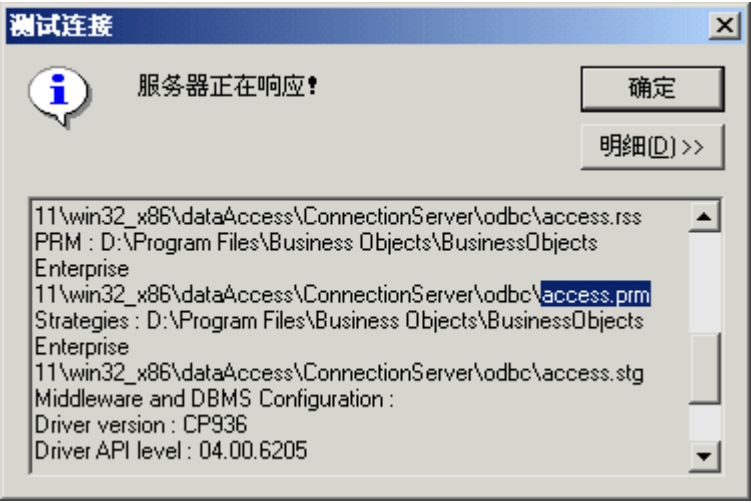 测试连接
服务器正在响应!
确定
明细(D)>>
11\win32_x86\dataAccess\ConnectionServer\odbc\access.rss
PRM : D:\Program Files\Business Objects\BusinessObjects
Enterprise
11\win32_x86\dataAccess\ConnectionServer\odbc\access.prm
Strategies : D:\Program Files\Business Objects\BusinessObjects
Enterprise
11\win32_x86\dataAccess\ConnectionServer\odbc\access.stg
Middleware and DBMS Configuration :
Driver version : CP936
Driver API level : 04.00.6205